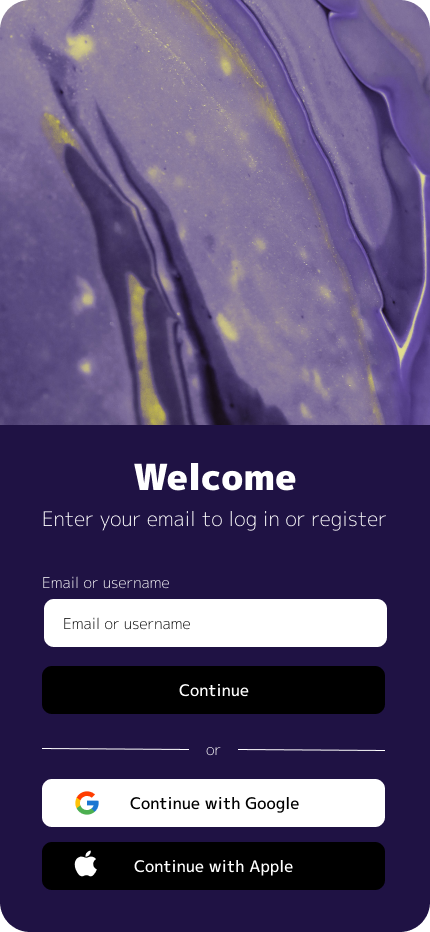 Welcome
Enter your email to log in or register
Email or username
Email or username
Continue
or
Continue with Google
Continue with Apple